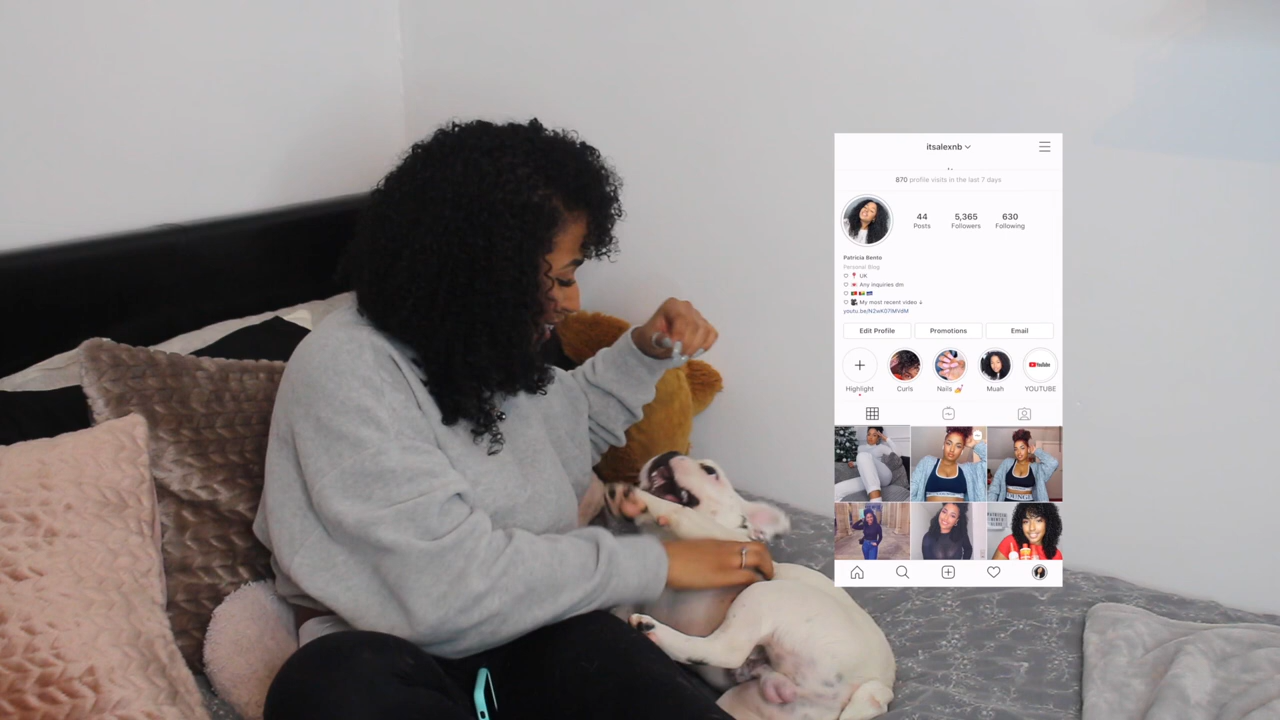 itsalexnb
870 profile visits in the last 7 days
44 5,365 630
Posts Followers Following
Patricia Bento
Personal Blog
UK
Any inquiries dm
My most recent video ↓
Edit Profile Promotions Email
Highlight Curls Nails 💅 Muah YOUTUBE
YouTube